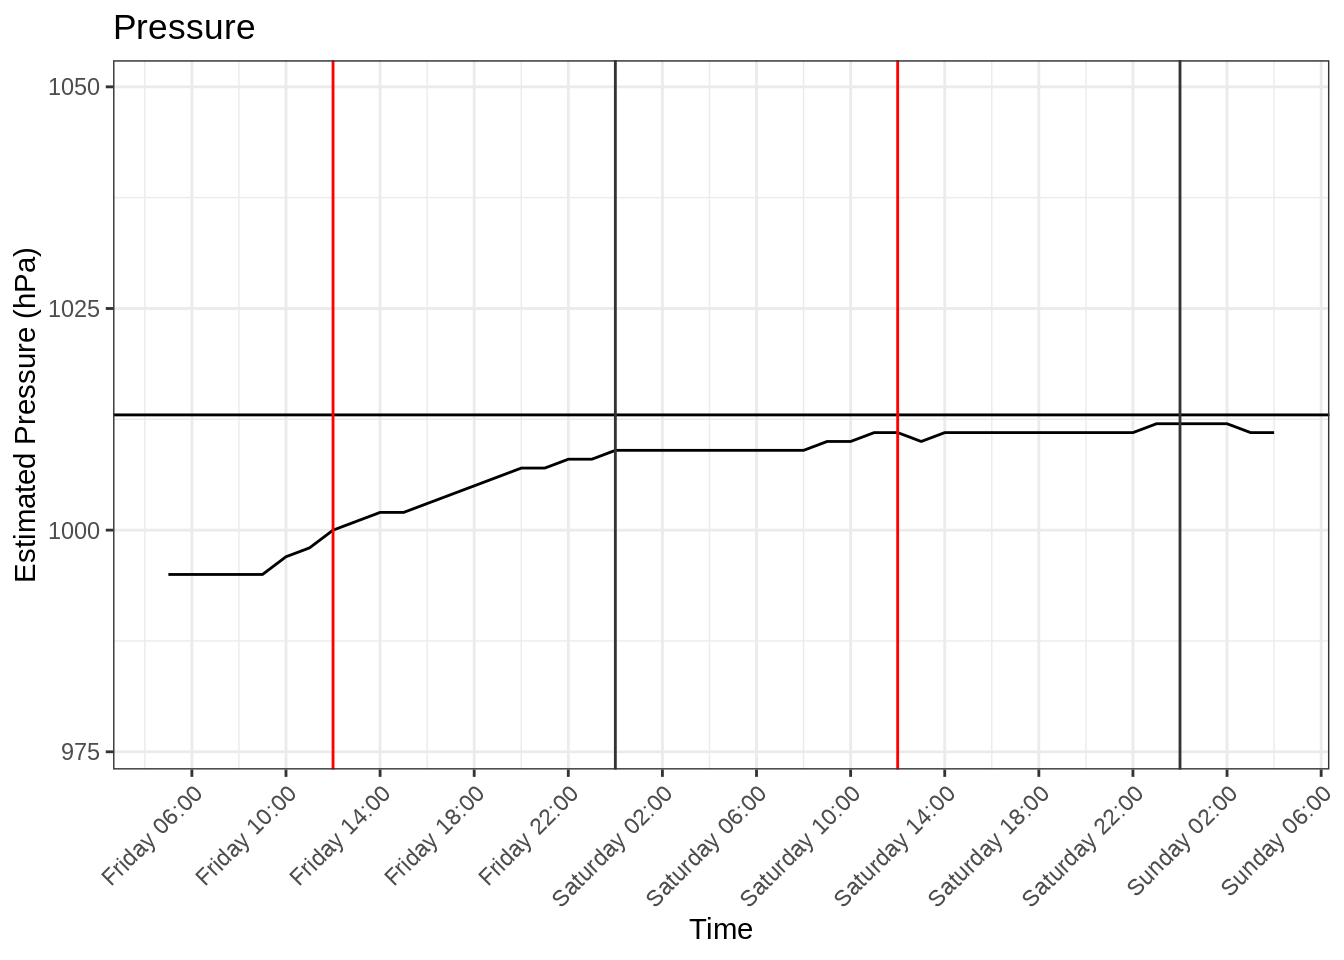 Pressure
Estimated Pressure (hPa)
1050
1025
1000
975
Friday 06:00
Friday 10:00
Friday 14:00
Friday 18:00
Friday 22:00
Saturday 02:00
Saturday 06:00
Saturday 10:00
Saturday 14:00
Saturday 18:00
Saturday 22:00
Sunday 02:00
Sunday 06:00
Time